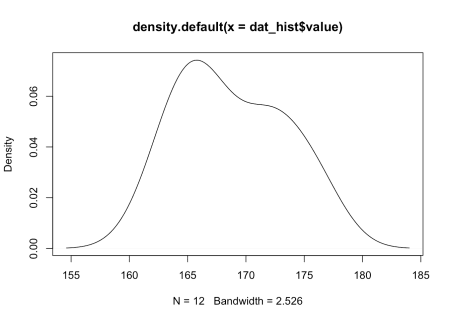 density.default(x = dat_hist$value)
Density
0.00 0.02 0.04 0.06
155 160 165 170 175 180 185
N = 12 Bandwidth = 2.526